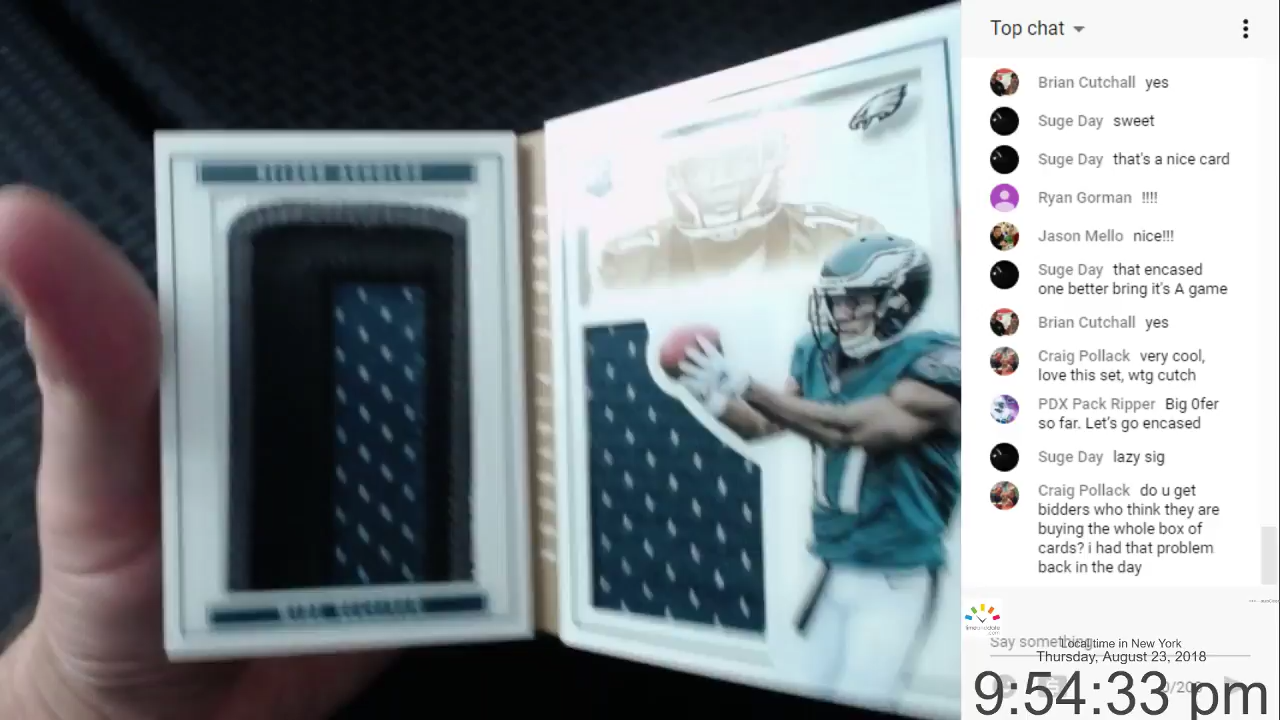 Top chat
Brian Cutchall yes
Suge Day sweet
Suge Day that's a nice card
Ryan Gorman !!!!
Jason Mello nice!!!
Suge Day that encased
one better bring it's A game
Brian Cutchall yes
Craig Pollack very cool,
love this set, wtg cutch
PDX Pack Ripper Big 0fer
so far. Let's go encased
Suge Day lazy sig
Craig Pollack do u get
bidders who think they are
buying the whole box of
cards? i had that problem
back in the day
Say something
Local time in New York
Thursday, August 23, 2018
9:54:33 pm